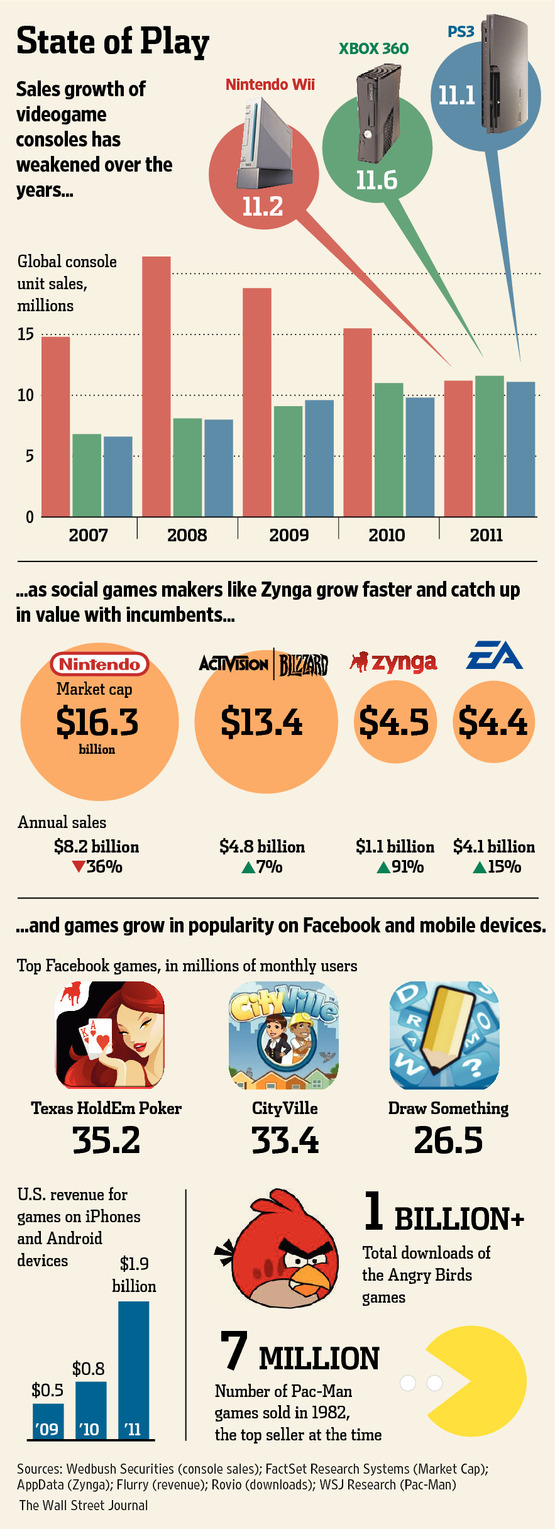 State of Play
Sales growth of
videogame
consoles has
weakened over the
years...
Nintendo Wii
11.2
XBOX 360
11.6
PS3
11.1
Global console
unit sales,
millions
15
10
5
0
2007
2008
2009
2010
2011
...as social games makers like Zynga grow faster and catch up
in value with incumbents...
Nintendo
Market cap
$16.3
billion
ACTIVISION | BLIZZARD
$13.4
zynga
$4.5
EA
$4.4
Annual sales
$8.2 billion
▼36%
$4.8 billion
▲7%
$1.1 billion
▲91%
$4.1 billion
▲15%
...and games grow in popularity on Facebook and mobile devices.
Top Facebook games, in millions of monthly users
K A
CityVille
D R A W M O ?
Texas HoldEm Poker
35.2
CityVille
33.4
Draw Something
26.5
U.S. revenue for
games on iPhones
and Android
devices
$1.9
billion
$0.8
$0.5
'09
'10
'11
1 BILLION+
Total downloads of
the Angry Birds
games
7 MILLION
Number of Pac-Man
games sold in 1982,
the top seller at the time
Sources: Wedbush Securities (console sales); FactSet Research Systems (Market Cap);
AppData (Zynga); Flurry (revenue); Rovio (downloads); WSJ Research (Pac-Man)
The Wall Street Journal